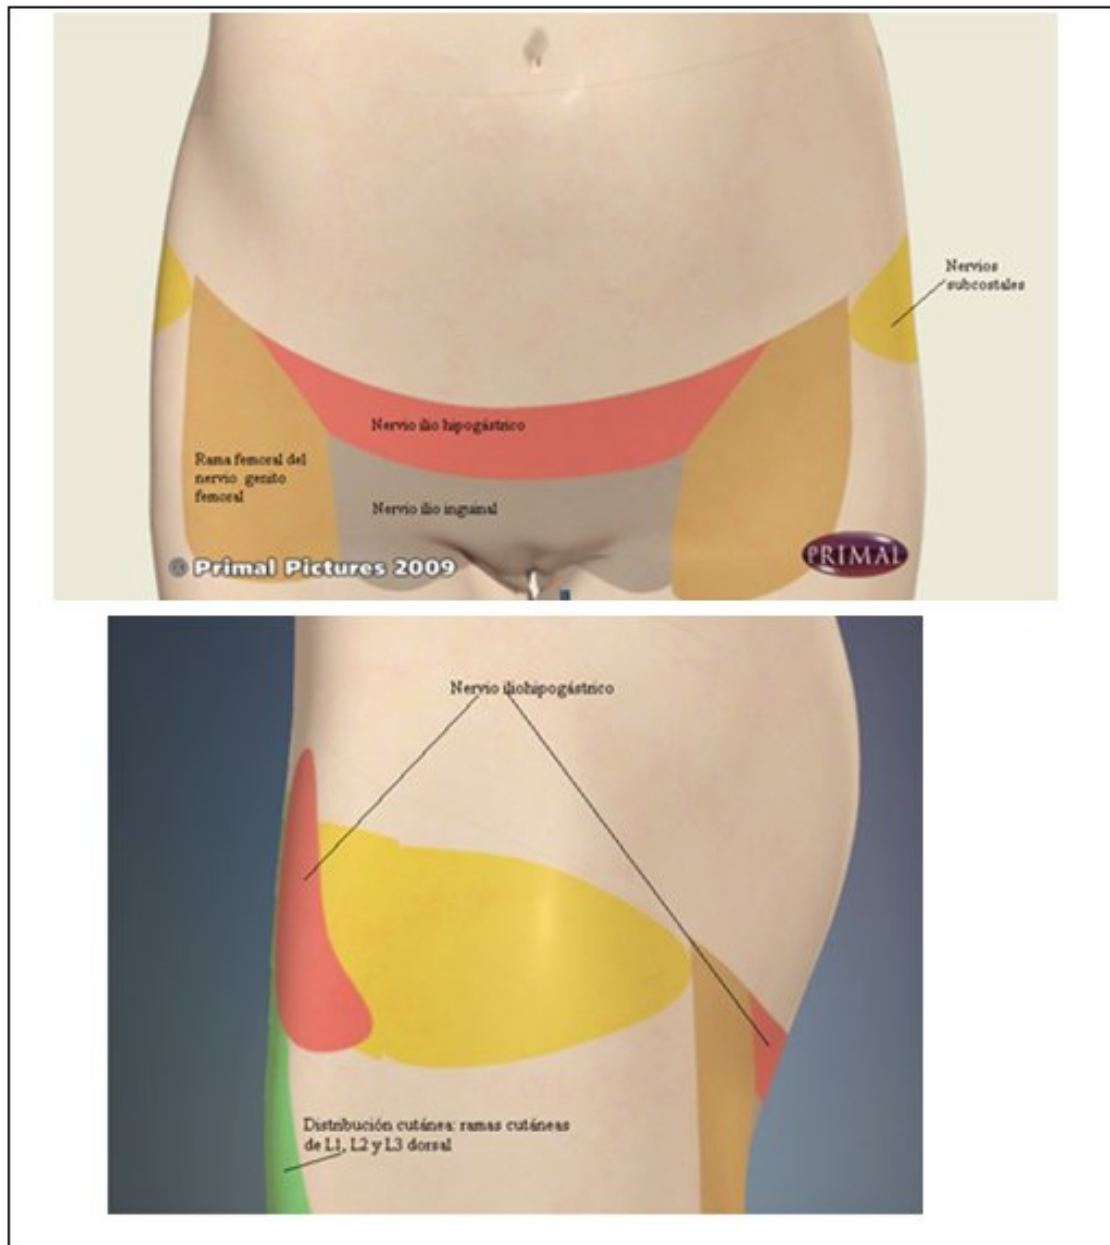 Nervios
subcostales
Nervio ilio hipogástrico
Rama femoral del
nervio genito
femoral
Nervio ilio inguinal
© Primal Pictures 2009
PRIMAL
Nervio iliohipogástrico
Distribución cutánea: ramas cutáneas
de L1, L2 y L3 dorsal